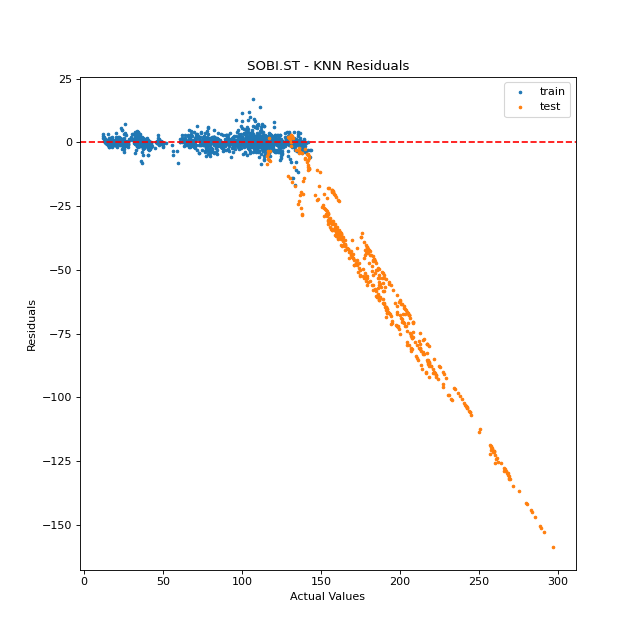 SOBI.ST - KNN Residuals
train
test
25
0
−25
−50
−75
−100
−125
−150
Residuals
0 50 100 150 200 250 300
Actual Values